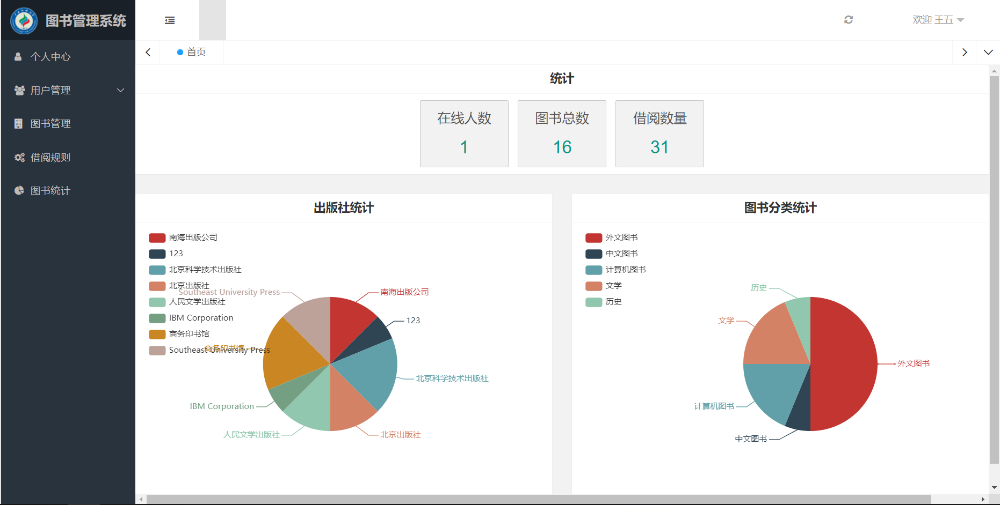 图书管理系统
欢迎 王五
个人中心
用户管理
图书管理
借阅规则
图书统计
首页
统计
在线人数
1
图书总数
16
借阅数量
31
出版社统计
南海出版公司
123
北京科学技术出版社
北京出版社
人民文学出版社
IBM Corporation
商务印书馆
Southeast University Press
Southeast University Press
南海出版公司
123
商务印书馆
北京科学技术出版社
IBM Corporation
人民文学出版社
北京出版社
图书分类统计
外文图书
中文图书
计算机图书
文学
历史
历史
文学
外文图书
计算机图书
中文图书